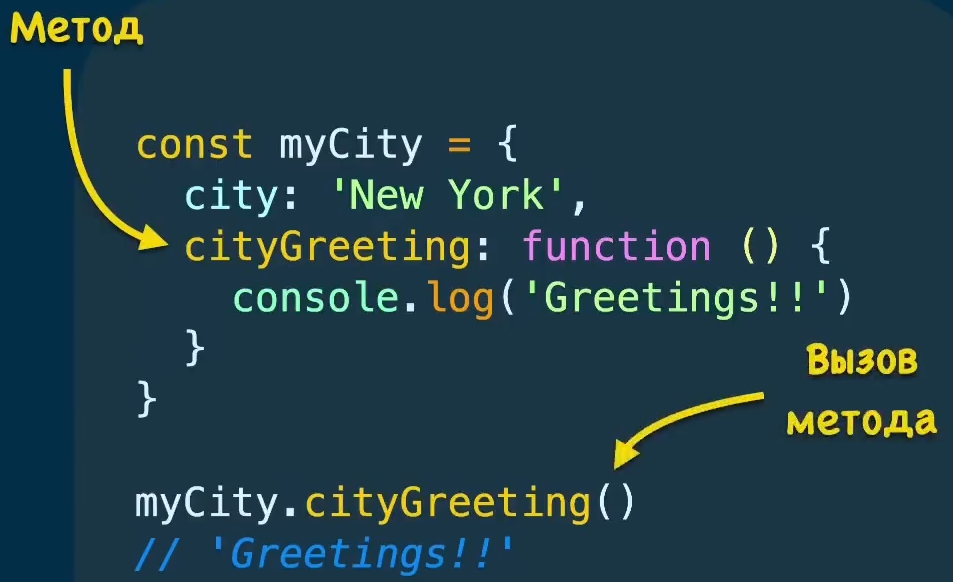 Метод
const myCity = {
  city: 'New York',
  cityGreeting: function () {
    console.log('Greetings!!')
  }
}
Вызов
метода
myCity.cityGreeting()
// 'Greetings!!'